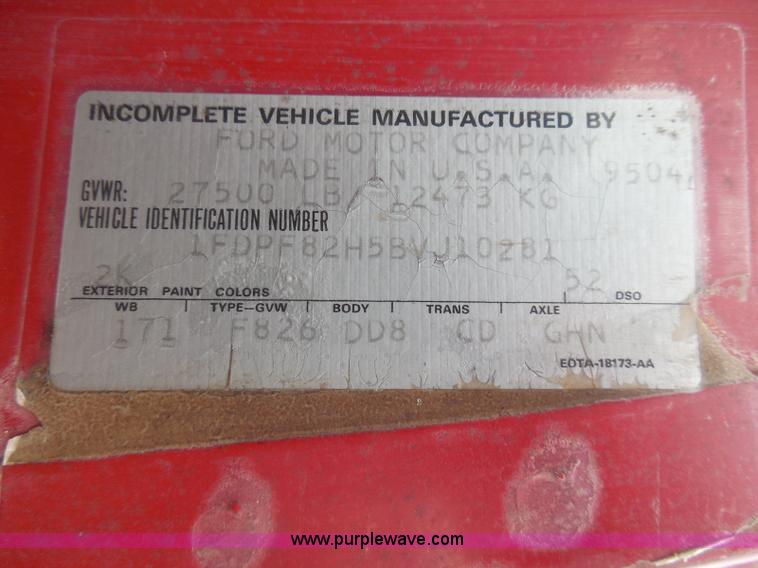 INCOMPLETE VEHICLE MANUFACTURED BY
FORD MOTOR COMPANY
MADE IN U.S.A. 95041
GVWR: 27500 LB/ 12473 KG
VEHICLE IDENTIFICATION NUMBER
1FDPF82H5BVJ10281
2K 52
EXTERIOR PAINT COLORS DSO
WB TYPE-GVW BODY TRANS AXLE
171 F826 DD8 CD GHN
EOTA-18173-AA
www.purplewave.com